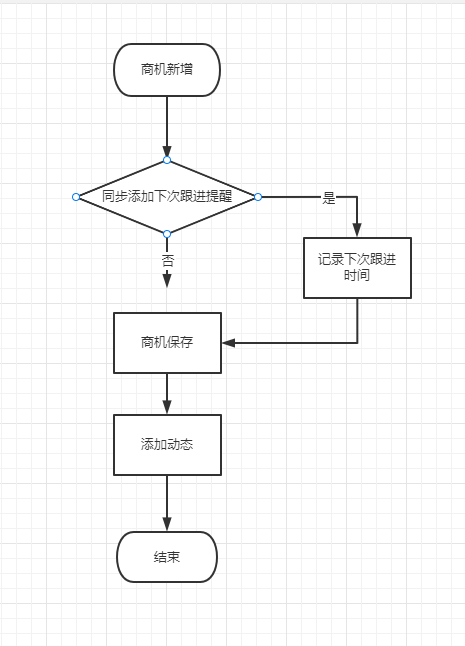 商机新增
同步添加下次跟进提醒
是
否
记录下次跟进
时间
商机保存
添加动态
结束